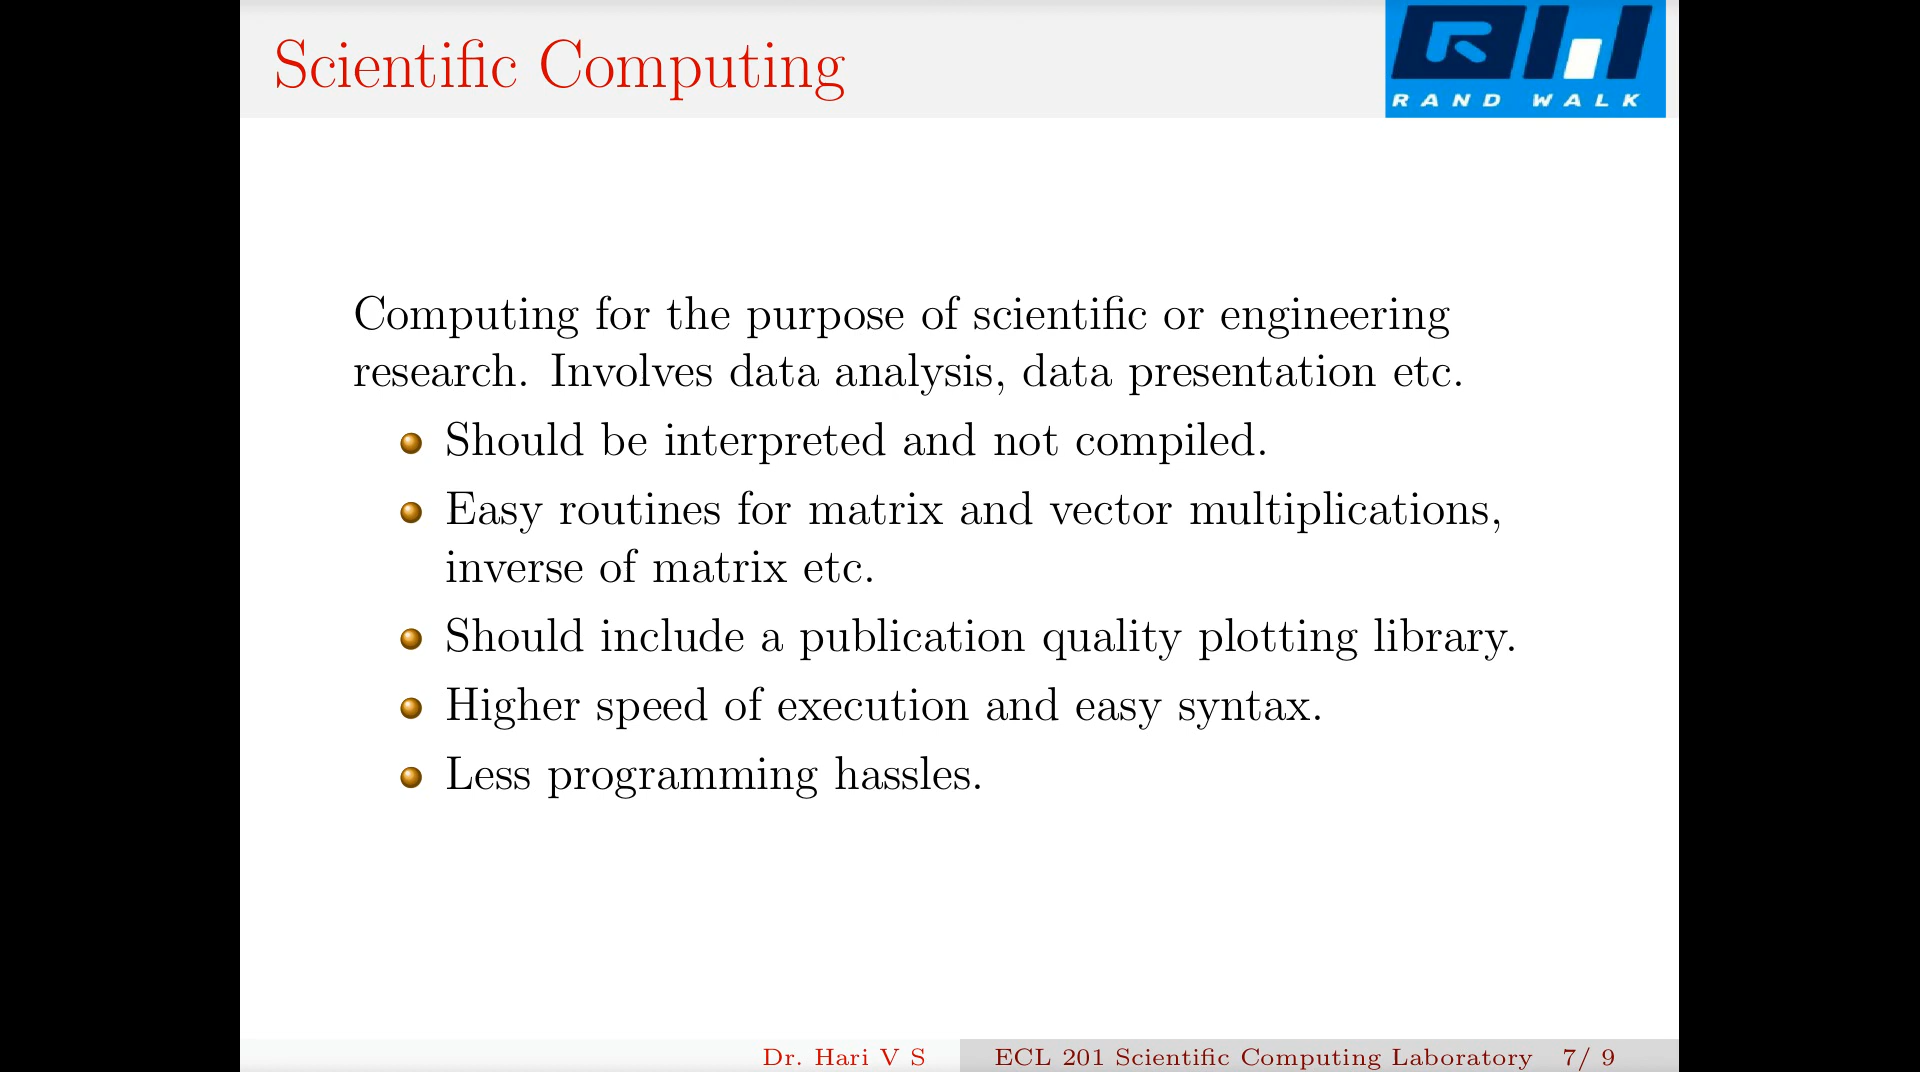 Scientific Computing
RAND WALK
Computing for the purpose of scientific or engineering
research. Involves data analysis, data presentation etc.
Should be interpreted and not compiled.
Easy routines for matrix and vector multiplications,
inverse of matrix etc.
Should include a publication quality plotting library.
Higher speed of execution and easy syntax.
Less programming hassles.
Dr. Hari V S ECL 201 Scientific Computing Laboratory 7/ 9